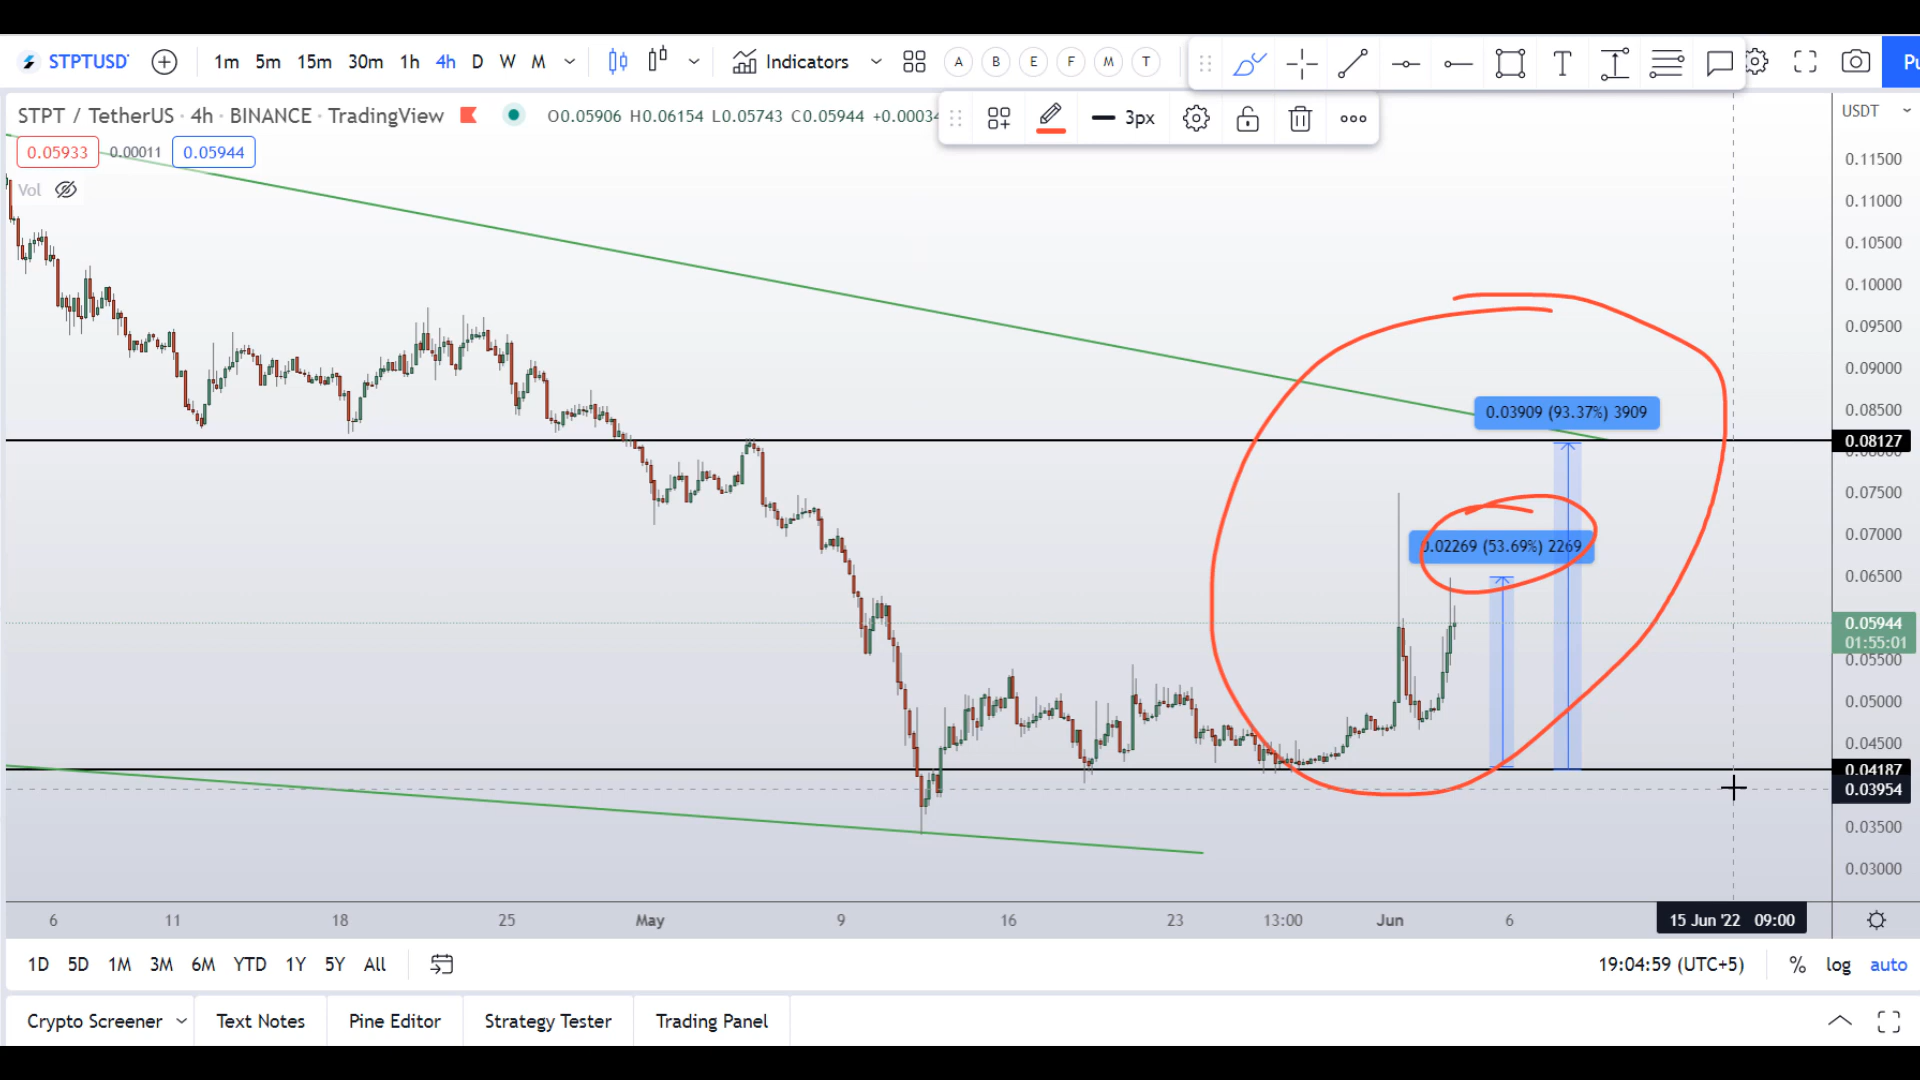 STPTUSD 1m 5m 15m 30m 1h 4h D W M Indicators A B E F M T
STPT / TetherUS · 4h · BINANCE · TradingView O0.05906 H0.06154 L0.05743 C0.05944 3px USDT
0.05933 0.00011 0.05944
Vol
0.11500
0.11000
0.10500
0.10000
0.09500
0.09000
0.03909 (93.37%) 3909 0.08500
0.08127
0.07500
0.07000
0.02269 (53.69%) 2269
0.06500
0.05944
01:55:01
0.05500
0.05000
0.04500
0.04187
0.03954
0.03500
0.03000
6 11 18 25 May 9 16 23 13:00 Jun 6 15 Jun '22 09:00
1D 5D 1M 3M 6M YTD 1Y 5Y All 19:04:59 (UTC+5) % log auto
Crypto Screener Text Notes Pine Editor Strategy Tester Trading Panel